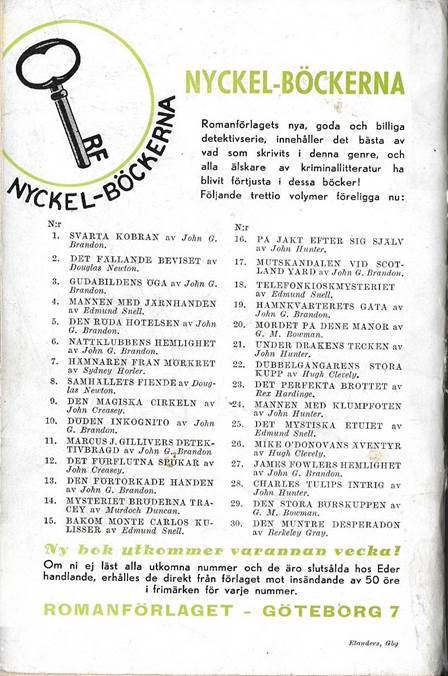 NYCKEL-BÖCKERNA
RF
NYCKEL-BÖCKERNA
Romanförlagets nya, goda och billiga
detektivserie, innehåller det bästa av
vad som skrivits i denna genre, och
alla älskare av kriminallitteratur ha
blivit förtjusta i dessa böcker!
Följande trettio volymer föreligga nu:
N:r
1. SVARTA KOBRAN av John G.
Brandon.
2. DET FÄLLANDE BEVISET av
Douglas Newton.
3. GUDABILDENS ÖGA av John G.
Brandon.
4. MANNEN MED JÄRNHANDEN
av Edmund Snell.
5. DEN RÖDA HOTELSEN av John
G. Brandon.
6. NATTKLUBBENS HEMLIGHET
av John G. Brandon.
7. HÄMNAREN FRÅN MÖRKRET
av Sydney Horler.
8. SAMHÄLLETS FIENDE av Doug-
las Newton.
9. DEN MAGISKA CIRKELN av
John Creasey.
10. DÖDEN INKOGNITO av John
G. Brandon.
11. MARCUS J. GILLIVERS DETEK-
TIVBRAGD av John G. Brandon
12. DET FÖRFLUTNA SPÖKAR av
John Creasey.
13. DEN FÖRTORKADE HANDEN
av John G. Brandon.
14. MYSTERIET BRÖDERNA TRA-
CEY av Murdoch Duncan.
15. BAKOM MONTE CARLOS KU-
LISSER av Edmund Snell.
N:r
16. PÅ JAKT EFTER SIG SJÄLV
av John Hunter.
17. MUTSKANDALEN VID SCOT-
LAND YARD av John G. Brandon.
18. TELEFONKIOSKMYSTERIET
av Edmund Snell.
19. HAMNKVARTERETS GÅTA av
John G. Brandon.
20. MORDET PÅ DENE MANOR av
G. M. Bowman.
21. UNDER DRAKENS TECKEN av
John Hunter.
22. DUBBELGÅNGARENS STORA
KUPP av Hugh Clevely.
23. DET PERFEKTA BROTTET av
Rex Hardinge.
24. MANNEN MED KLUMPFOTEN
av John Hunter.
25. DET MYSTISKA ETUIET av
Edmund Snell.
26. MIKE O'DONOVANS ÄVENTYR
av Hugh Clevely.
27. JAMES FOWLERS HEMLIGHET
av John G. Brandon.
28. CHARLES TULIPS INTRIG av
John Hunter.
29. DEN STORA BÖRSKUPPEN av
G. M. Bowman.
30. DEN MUNTRE DESPERADON
av Berkeley Gray.
Ny bok utkommer varannan vecka!
Om ni ej läst alla utkomna nummer och de äro slutsålda hos Eder
handlande, erhålles de direkt från förlaget mot insändande av 50 öre
i frimärken för varje nummer.
ROMANFÖRLAGET - GÖTEBORG 7
Elanders, Gbg